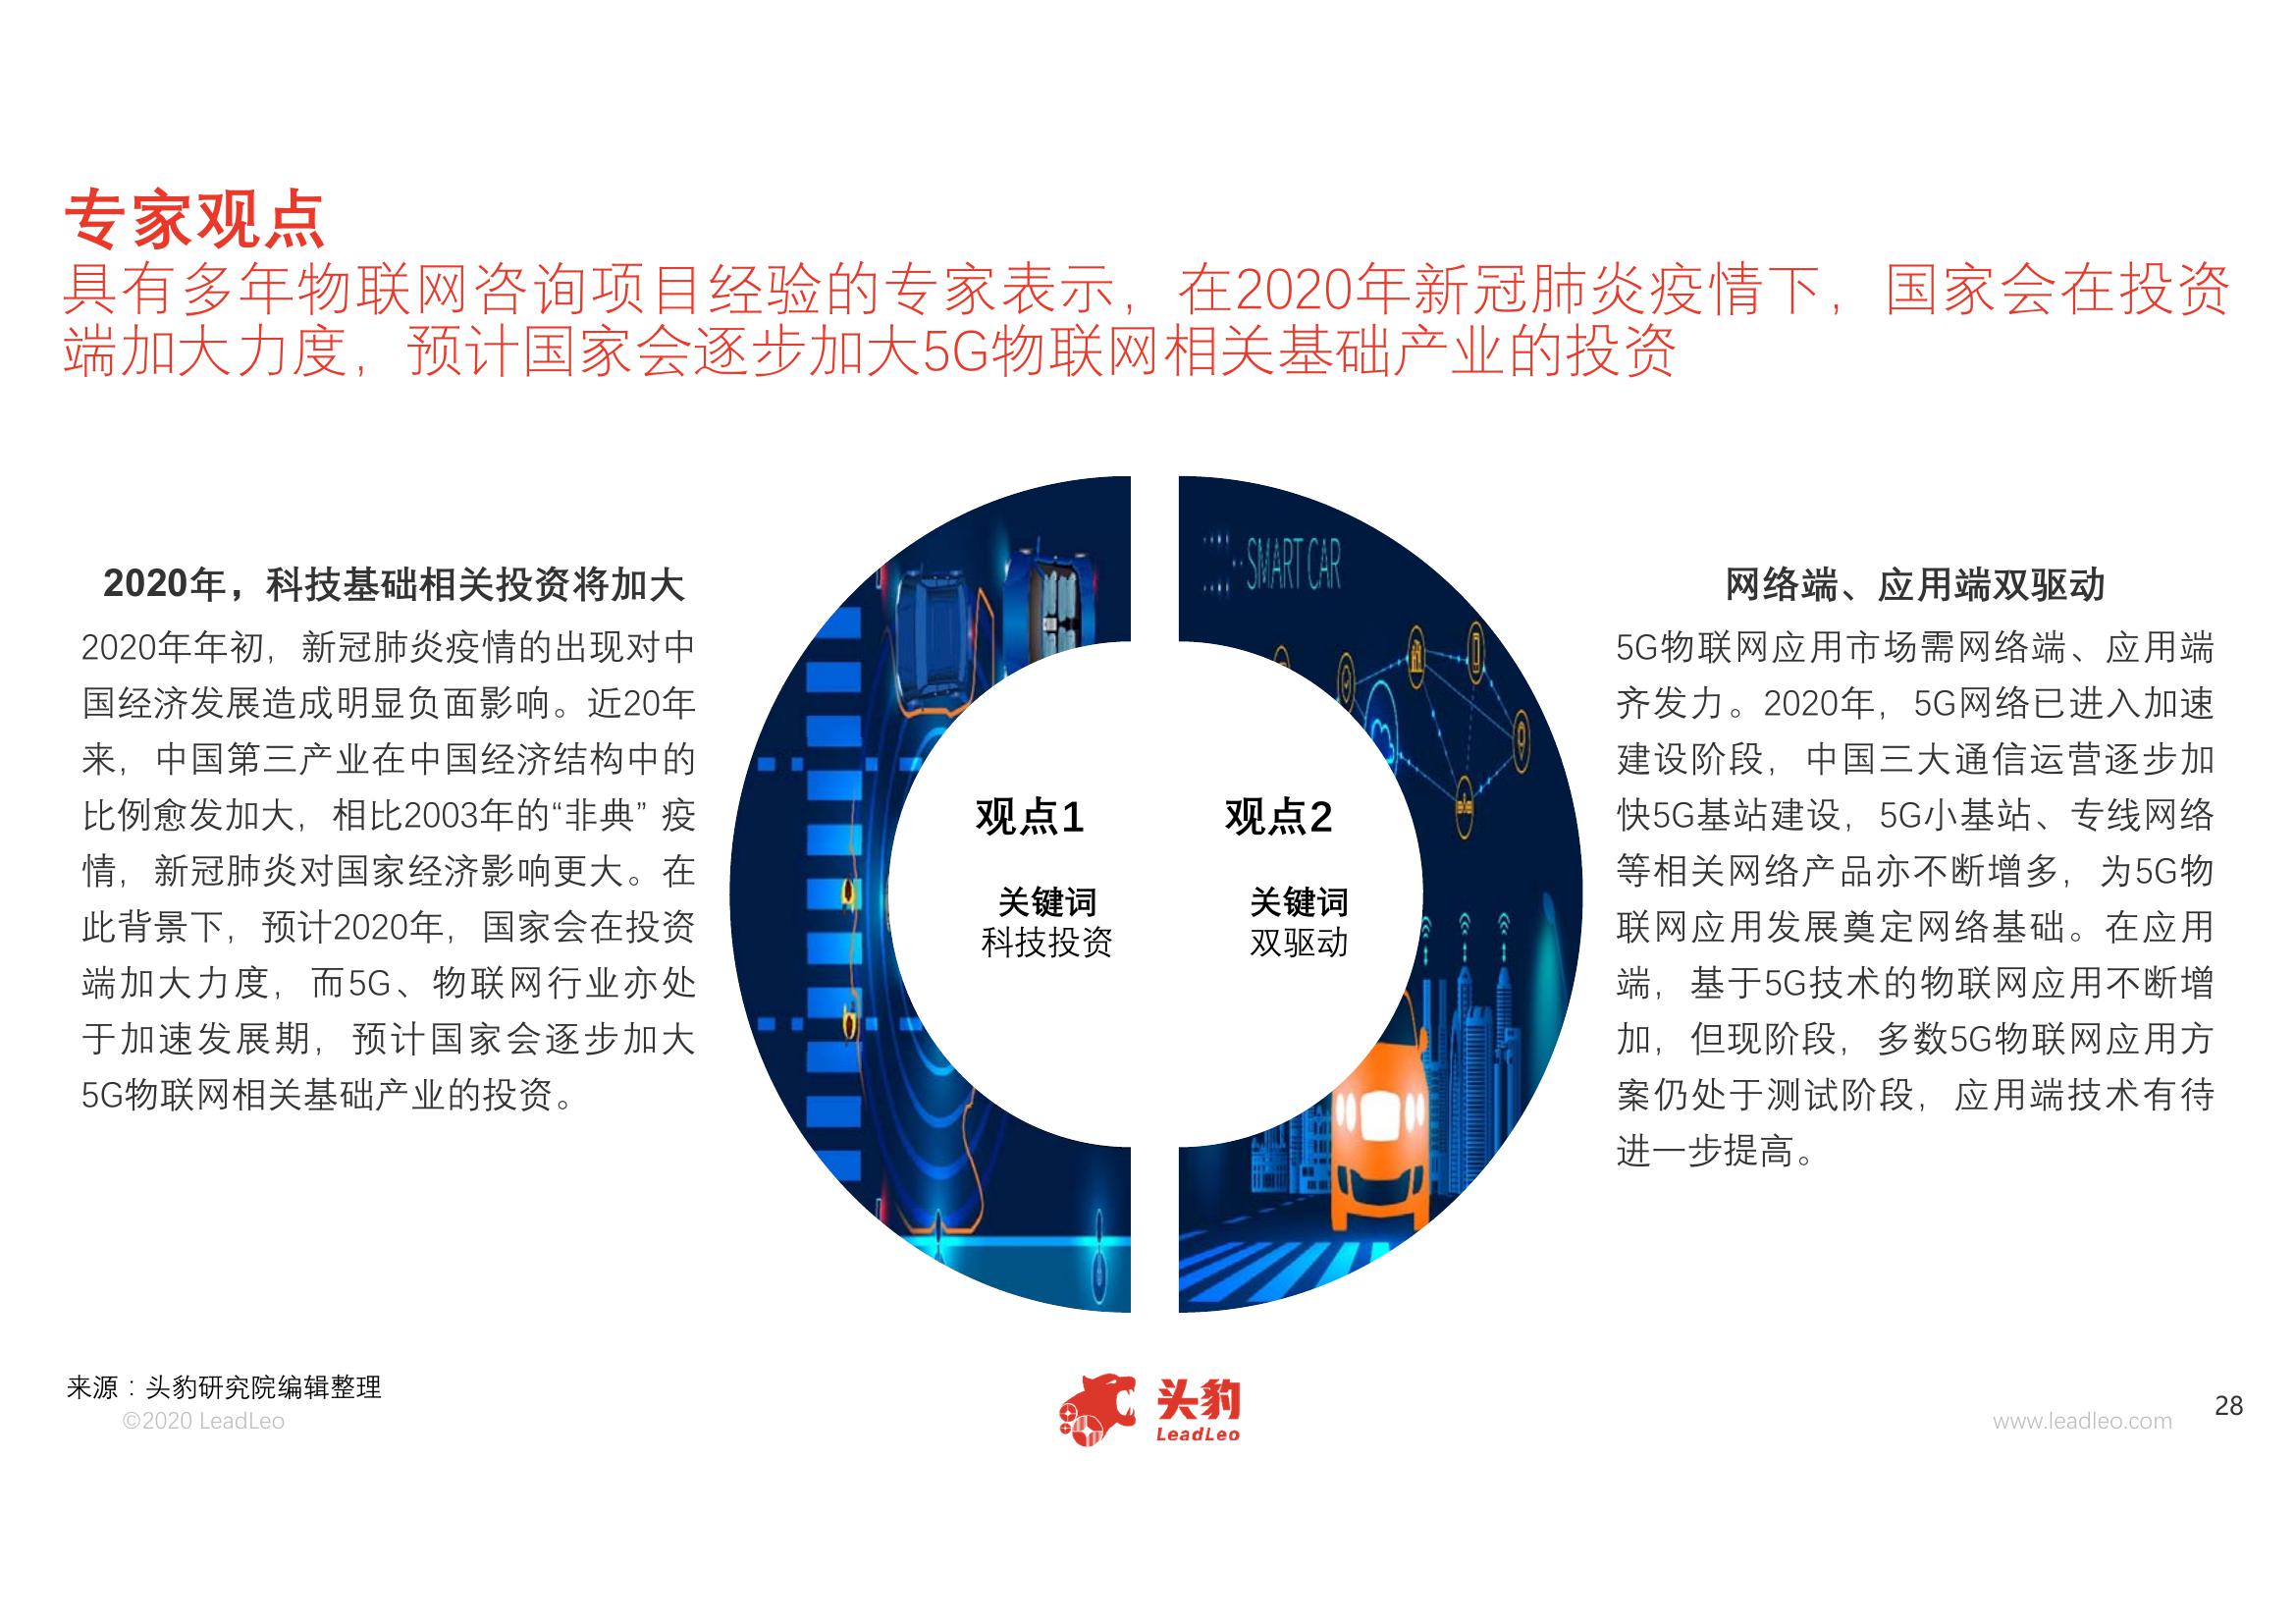 专家观点
具有多年物联网咨询项目经验的专家表示，在2020年新冠肺炎疫情下，国家会在投资
端加大力度，预计国家会逐步加大5G物联网相关基础产业的投资
2020年，科技基础相关投资将加大
2020年年初，新冠肺炎疫情的出现对中
国经济发展造成明显负面影响。近20年
来，中国第三产业在中国经济结构中的
比例愈发加大，相比2003年的“非典” 疫
情，新冠肺炎对国家经济影响更大。在
此背景下，预计2020年，国家会在投资
端加大力度，而5G、物联网行业亦处
于加速发展期，预计国家会逐步加大
5G物联网相关基础产业的投资。
观点1
关键词
科技投资
SMART CAR
观点2
关键词
双驱动
网络端、应用端双驱动
5G物联网应用市场需网络端、应用端
齐发力。2020年，5G网络已进入加速
建设阶段，中国三大通信运营逐步加
快5G基站建设，5G小基站、专线网络
等相关网络产品亦不断增多，为5G物
联网应用发展奠定网络基础。在应用
端，基于5G技术的物联网应用不断增
加，但现阶段，多数5G物联网应用方
案仍处于测试阶段，应用端技术有待
进一步提高。
来源：头豹研究院编辑整理
©2020 LeadLeo
头豹
LeadLeo
www.leadleo.com
28